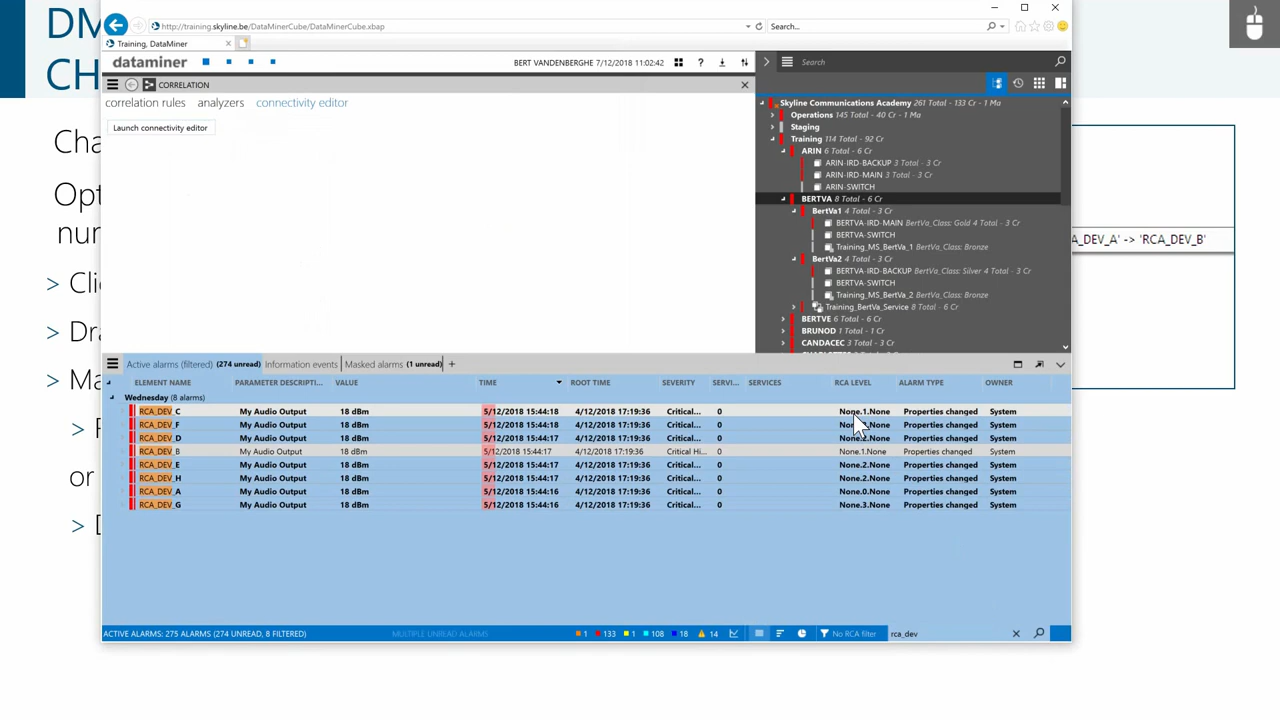 DM
CH
Cha
Opt
nur
> Cli
> Dra
> Ma
>
or
>
http://training.skyline.be/DataMinerCube/DataMinerCube.xbap
Search...
Training, DataMiner
dataminer
BERT VANDENBERGHE 7/12/2018 11:02:42
?
Search
CORRELATION
correlation rules analyzers connectivity editor
Launch connectivity editor
Skyline Communications Academy 261 Total - 133 Cr - 1 Ma
Operations 145 Total - 40 Cr - 1 Ma
Staging
Training 114 Total - 92 Cr
ARIN 6 Total - 6 Cr
ARIN-IRD-BACKUP 3 Total - 3 Cr
ARIN-IRD-MAIN 3 Total - 3 Cr
ARIN-SWITCH
BERTVA 8 Total - 6 Cr
BertVa1 4 Total - 3 Cr
BERTVA-IRD-MAIN BertVa_Class: Gold 4 Total - 3 Cr
BERTVA-SWITCH
Training_MS_BertVa_1 BertVa_Class: Bronze
BertVa2 4 Total - 3 Cr
BERTVA-IRD-BACKUP BertVa_Class: Silver 4 Total - 3 Cr
BERTVA-SWITCH
Training_MS_BertVa_2 BertVa_Class: Bronze
Training_BertVa_Service 8 Total - 6 Cr
BERTVE 6 Total - 6 Cr
BRUNOD 1 Total - 1 Cr
CANDACEC 3 Total - 3 Cr
A_DEV_A' -> 'RCA_DEV_B'
Active alarms (filtered) (274 unread) Information events Masked alarms (1 unread) +
ELEMENT NAME PARAMETER DESCRIPTI... VALUE TIME ROOT TIME SEVERITY SERVI... SERVICES RCA LEVEL ALARM TYPE OWNER
Wednesday (8 alarms)
RCA_DEV_C My Audio Output 18 dBm 5/12/2018 15:44:18 4/12/2018 17:19:36 Critical... 0 None.1.None Properties changed System
RCA_DEV_F My Audio Output 18 dBm 5/12/2018 15:44:18 4/12/2018 17:19:36 Critical... 0 None Properties changed System
RCA_DEV_D My Audio Output 18 dBm 5/12/2018 15:44:17 4/12/2018 17:19:36 Critical... 0 None.2.None Properties changed System
RCA_DEV_B My Audio Output 18 dBm 5/12/2018 15:44:17 4/12/2018 17:19:36 Critical Hi... 0 None.1.None Properties changed System
RCA_DEV_E My Audio Output 18 dBm 5/12/2018 15:44:17 4/12/2018 17:19:36 Critical... 0 None.2.None Properties changed System
RCA_DEV_H My Audio Output 18 dBm 5/12/2018 15:44:17 4/12/2018 17:19:36 Critical... 0 None.2.None Properties changed System
RCA_DEV_A My Audio Output 18 dBm 5/12/2018 15:44:16 4/12/2018 17:19:36 Critical... 0 None.0.None Properties changed System
RCA_DEV_G My Audio Output 18 dBm 5/12/2018 15:44:16 4/12/2018 17:19:36 Critical... 0 None.3.None Properties changed System
ACTIVE ALARMS: 275 ALARMS (274 UNREAD, 8 FILTERED) MULTIPLE UNREAD ALARMS 1 133 1 108 18 14 No RCA filter rca_dev